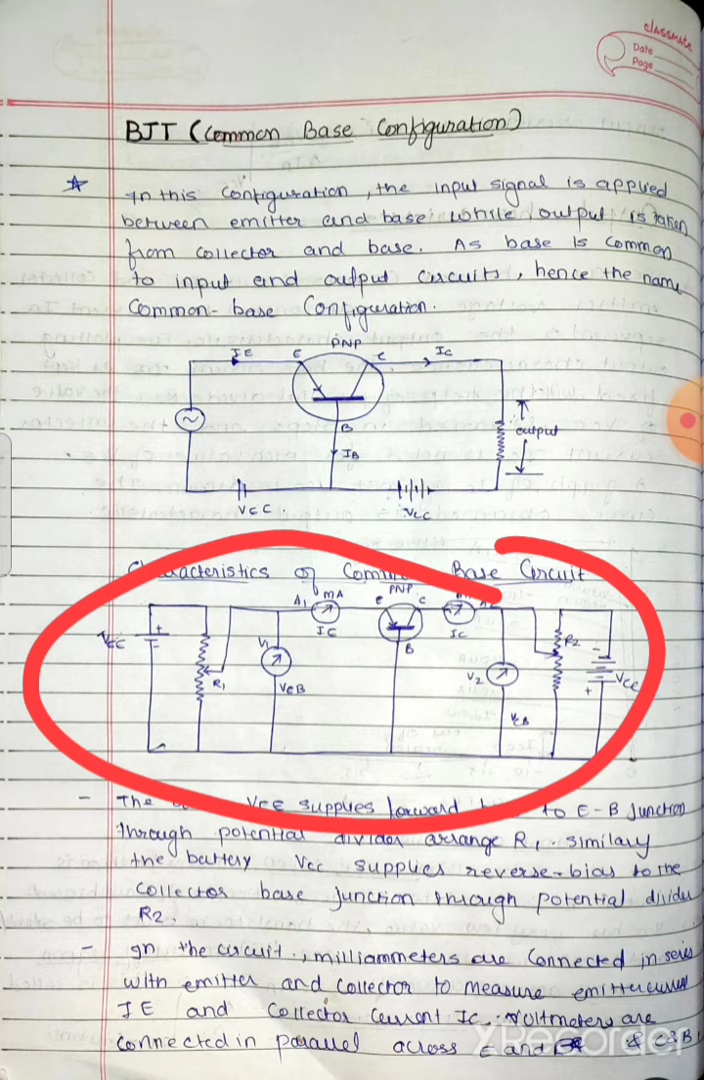 classmate
Date
Page
BJT (Common Base Configuration)
In this Configuration, the input signal is applied
between emitter and base while output is taken
from collector and base. As base is common
to input and output circuits, hence the name
Common-base Configuration.
PNP
IE E C IC
B
IB
output
VEC VCC
Characteristics of Common Base Circuit
PNP
A1 mA E C
IC IC
VCC V1 B V2 R2
R1 VEB VCE
VCB
- The VEE supplies forward to E-B Junction
through potential divider arrange R1. similary
the battery Vcc supplies reverse-bias to the
collector base junction through potential divider
R2.
- In the circuit, milliammeters are connected in series
with emitter and collector to measure emitter current
IE and collector current Ic. Voltmeters are
connected in parallel across E and & C & B
XRecorder